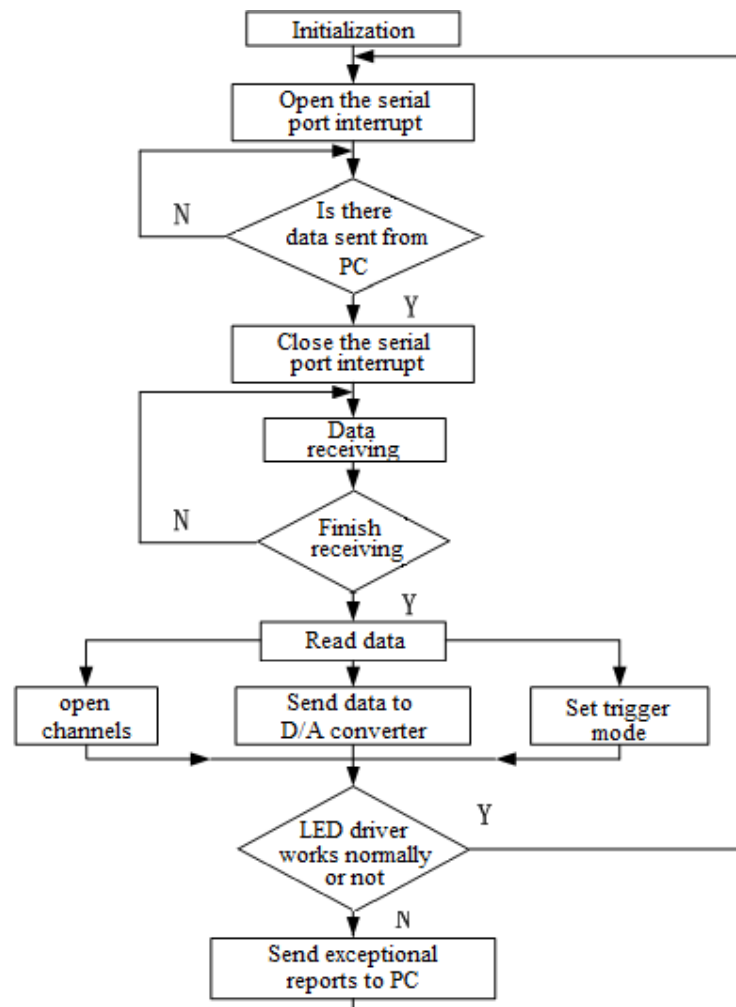 Initialization
Open the serial
port interrupt
N
Is there
data sent from
PC
Y
Close the serial
port interrupt
Data
receiving
N
Finish
receiving
Y
Read data
open
channels
Send data to
D/A converter
Set trigger
mode
LED driver
works normally
or not
Y
N
Send exceptional
reports to PC